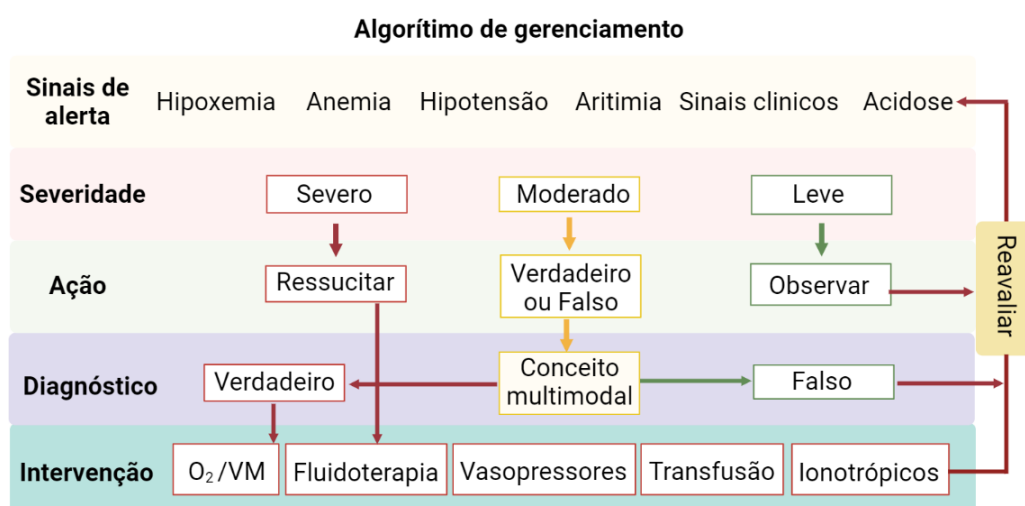 Algorítimo de gerenciamento
Sinais de
alerta
Hipoxemia Anemia Hipotensão Aritimia Sinais clinicos Acidose
Severidade
Severo
Moderado
Leve
Ação
Ressucitar
Verdadeiro
ou Falso
Observar
Reavaliar
Diagnóstico
Verdadeiro
Conceito
multimodal
Falso
Intervenção
O₂/VM
Fluidoterapia
Vasopressores
Transfusão
Ionotrópicos